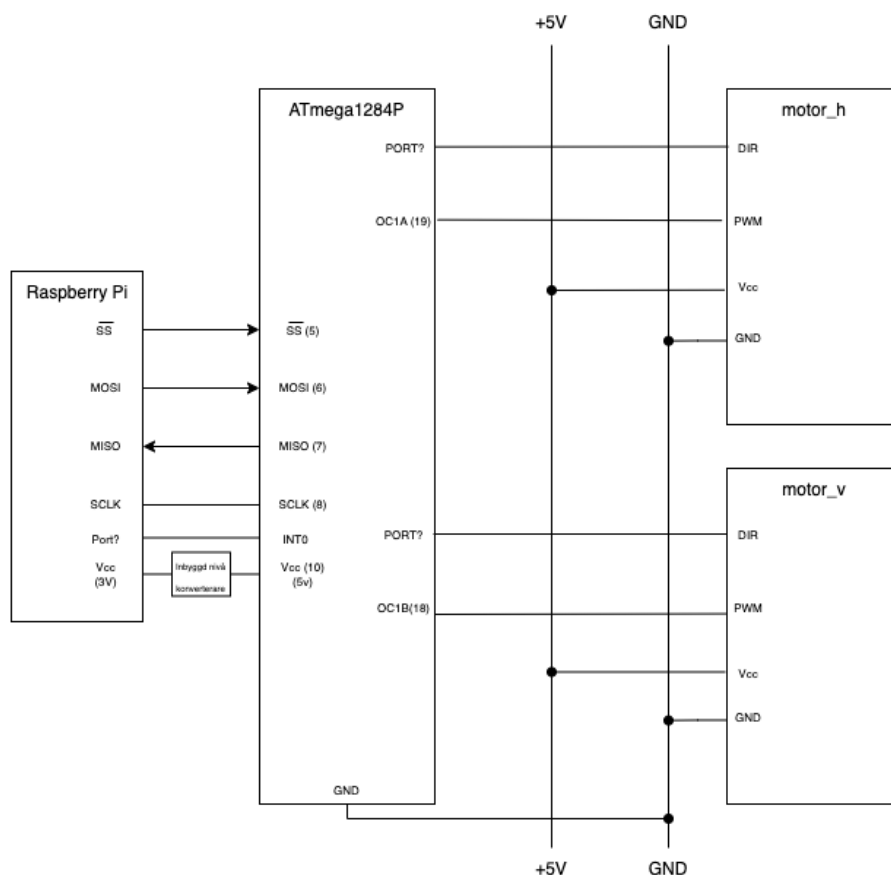 +5V
GND
ATmega1284P
motor_h
PORT?
DIR
OC1A (19)
PWM
Raspberry Pi
Vcc
SS
SS (5)
GND
MOSI
MOSI (6)
MISO
MISO (7)
motor_v
SCLK
SCLK (8)
Port?
INT0
PORT?
DIR
Vcc
(3V)
Inbyggd nivå
konverterare
Vcc (10)
(5v)
OC1B(18)
PWM
Vcc
GND
GND
+5V
GND